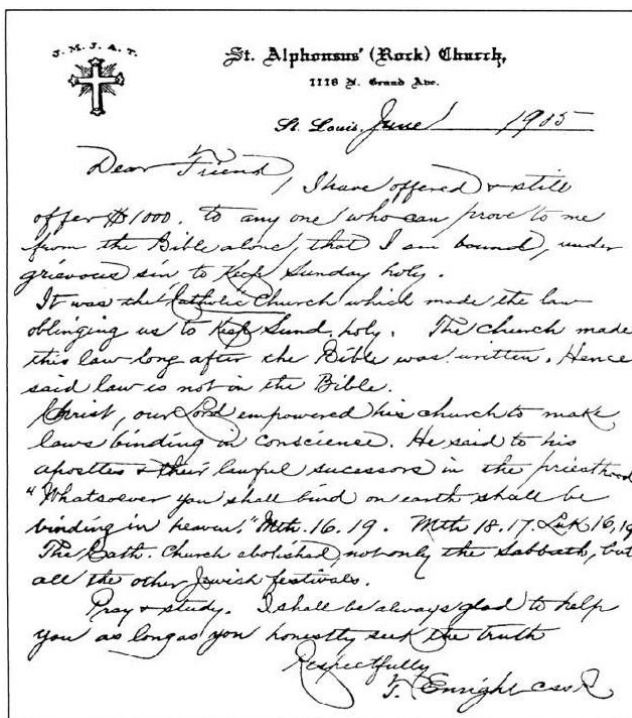 J. M. J. A. T.
St. Alphonsus' (Rock) Church,
1118 N. Grand Ave.
St. Louis, June 1905
Dear Friend,
I have offered & still
offer $1000. to any one who can prove to me
from the Bible alone, that I am bound, under
grievous sin to Keep Sunday holy.
It was the Catholic Church which made the law
oblinging us to Keep Sund. holy. The church made
this law long after the Bible was written. Hence
said law is not in the Bible.
Christ, our Lord empowered his church to make
laws binding in conscience. He said to his
apostles & their lawful sucessors in the priesthood
"Whatsoever you shall bind on earth shall be
binding in heaven." Mth. 16.19. Mth 18.17. Luk 16,19
The Cath. Church abolished not only the Sabbath, but
all the other Jewish festivals.
Pray & study. I shall be always glad to help
you as long as you honestly seek the truth
Respectfully
T. Enright CSSR